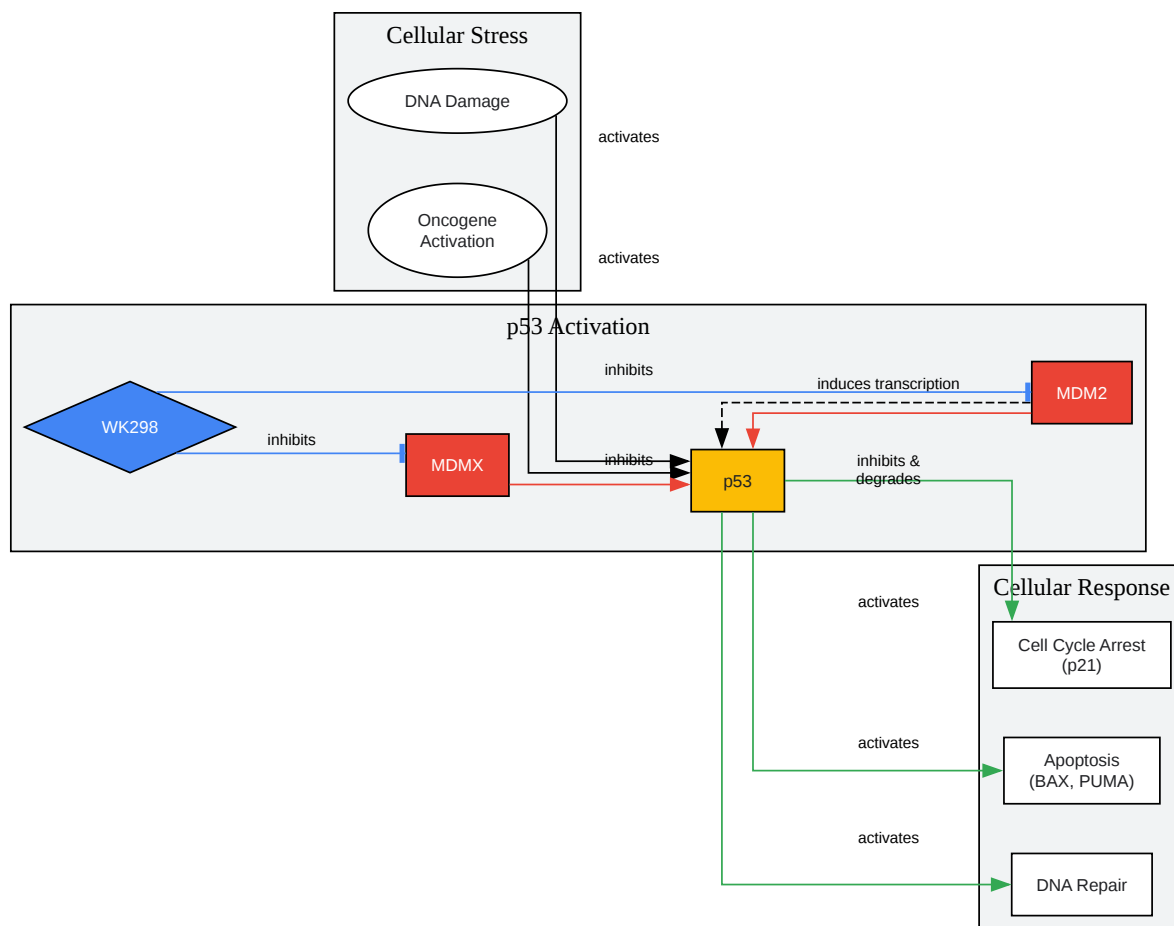 Cellular Stress
DNA Damage
activates
Oncogene
Activation
activates
p53 Activation
inhibits
induces transcription
MDM2
WK298
inhibits
MDMX
inhibits
p53
inhibits &
degrades
activates
Cellular Response
Cell Cycle Arrest
(p21)
activates
Apoptosis
(BAX, PUMA)
activates
DNA Repair